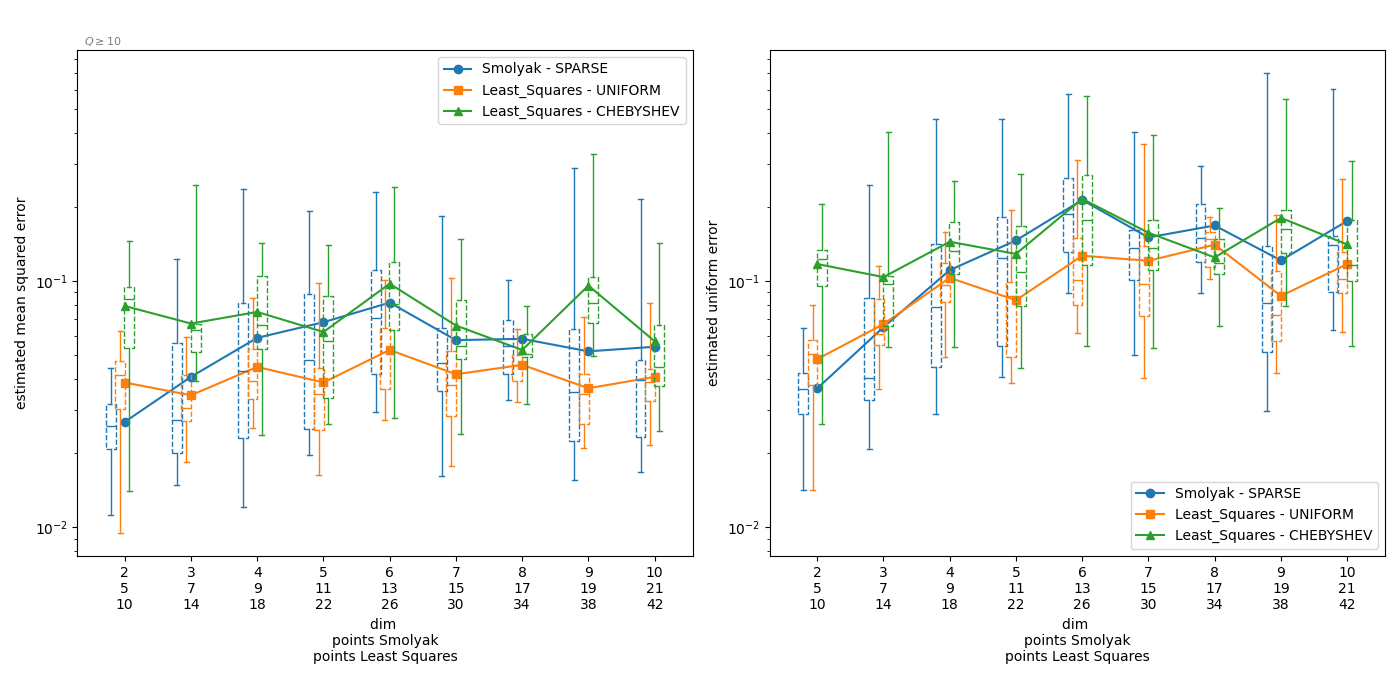 Q ≥ 10
Smolyak - SPARSE
Least_Squares - UNIFORM
Least_Squares - CHEBYSHEV
estimated mean squared error
10⁻¹
10⁻²
2 3 4 5 6 7 8 9 10
5 7 9 11 13 15 17 19 21
10 14 18 22 26 30 34 38 42
dim
points Smolyak
points Least Squares
estimated uniform error
10⁻¹
10⁻²
Smolyak - SPARSE
Least_Squares - UNIFORM
Least_Squares - CHEBYSHEV
2 3 4 5 6 7 8 9 10
5 7 9 11 13 15 17 19 21
10 14 18 22 26 30 34 38 42
dim
points Smolyak
points Least Squares